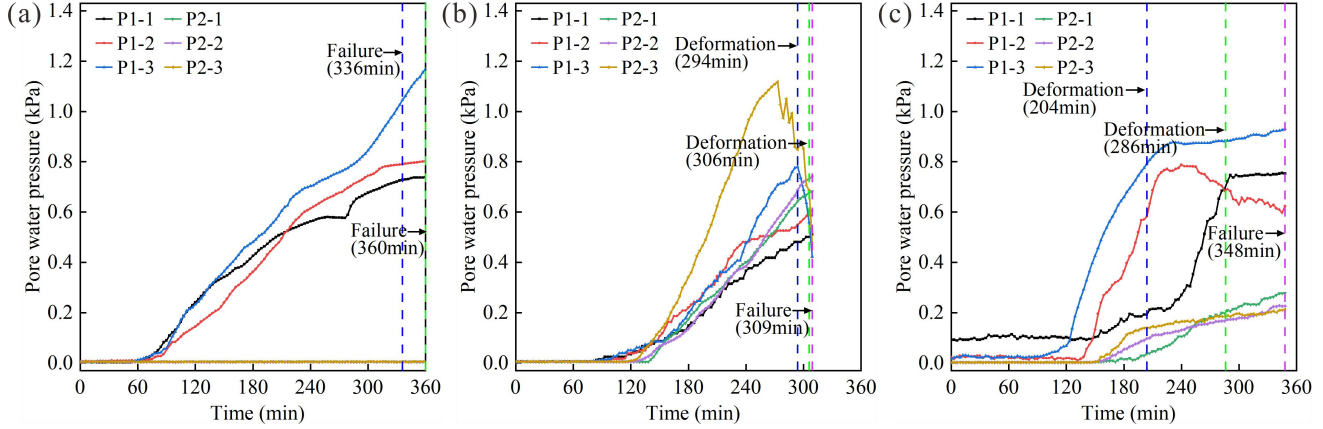 (a)
Pore water pressure (kPa)
1.4
1.2
1.0
0.8
0.6
0.4
0.2
0.0
P1-1 P2-1
P1-2 P2-2
P1-3 P2-3
Failure
(336min)
Failure
(360min)
0 60 120 180 240 300 360
Time (min)
(b)
Pore water pressure (kPa)
1.4
1.2
1.0
0.8
0.6
0.4
0.2
0.0
P1-1 P2-1
P1-2 P2-2
P1-3 P2-3
Deformation
(294min)
Deformation
(306min)
Failure
(309min)
0 60 120 180 240 300 360
Time (min)
(c)
Pore water pressure (kPa)
1.4
1.2
1.0
0.8
0.6
0.4
0.2
0.0
P1-1 P2-1
P1-2 P2-2
P1-3 P2-3
Deformation
(204min)
Deformation
(286min)
Failure
(348min)
0 60 120 180 240 300 360
Time (min)